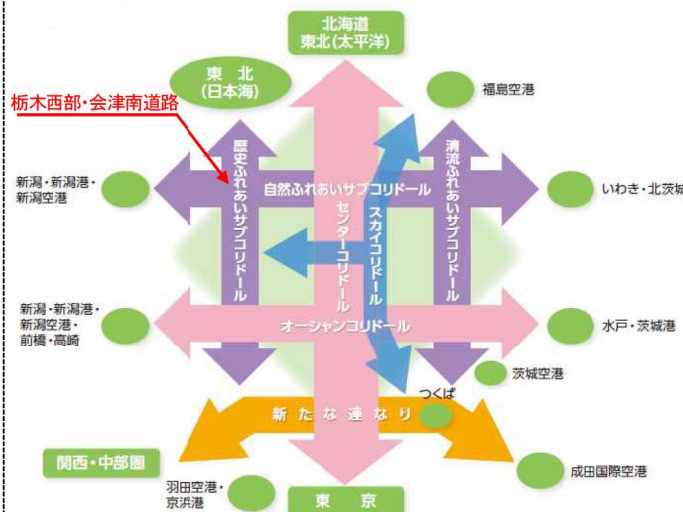 北海道
東北(太平洋)
東 北
(日本海)
福島空港
栃木西部・会津南道路
歴史ふれあいサブコリドール
清流ふれあいサブコリドール
新潟・新潟港・
新潟空港
自然ふれあいサブコリドール
いわき・北茨城
センターコリドール
スカイコリドール
新潟・新潟港・
新潟空港・
前橋・高崎
オーシャンコリドール
水戸・茨城港
茨城空港
つくば
新たな連なり
関西・中部圏
成田国際空港
羽田空港・
京浜港
東 京